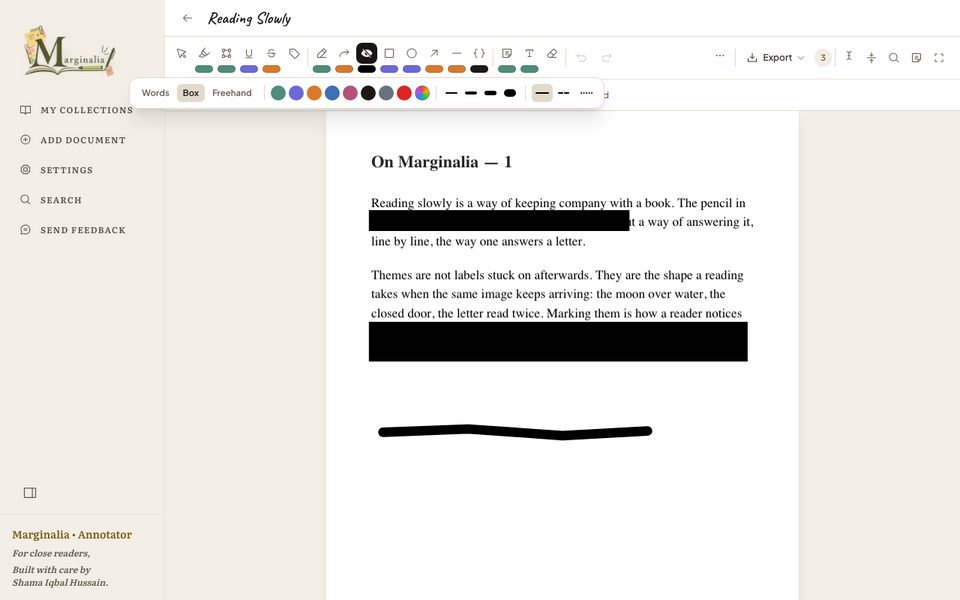 Marginalia
MY COLLECTIONS
ADD DOCUMENT
SETTINGS
SEARCH
SEND FEEDBACK
Marginalia • Annotator
For close readers,
Built with care by
Shama Iqbal Hussain.
Reading Slowly
Export
3
Words Box Freehand
On Marginalia — 1
Reading slowly is a way of keeping company with a book. The pencil in
a way of answering it,
line by line, the way one answers a letter.
Themes are not labels stuck on afterwards. They are the shape a reading
takes when the same image keeps arriving: the moon over water, the
closed door, the letter read twice. Marking them is how a reader notices